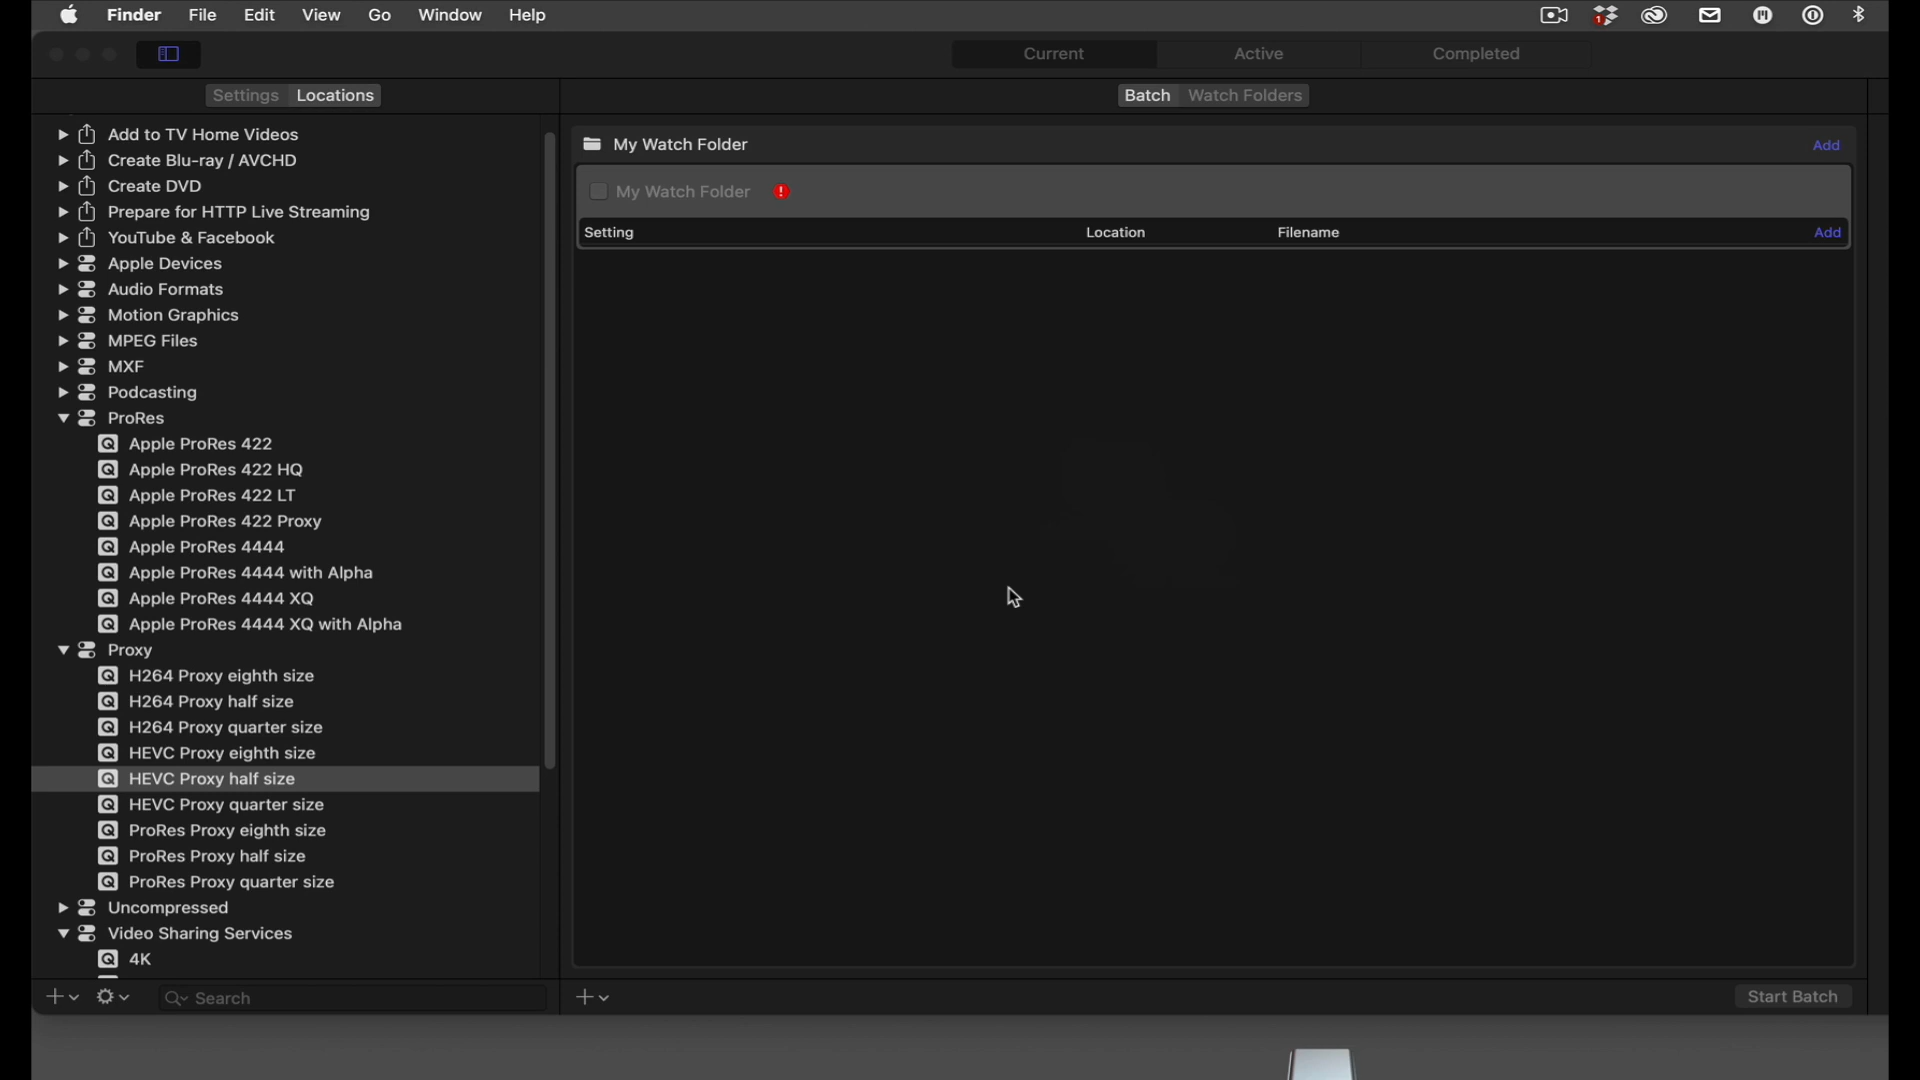 Finder File Edit View Go Window Help
1
Current Active Completed
Settings Locations
Batch Watch Folders
Add to TV Home Videos
Create Blu-ray / AVCHD
Create DVD
Prepare for HTTP Live Streaming
YouTube & Facebook
Apple Devices
Audio Formats
Motion Graphics
MPEG Files
MXF
Podcasting
ProRes
Apple ProRes 422
Apple ProRes 422 HQ
Apple ProRes 422 LT
Apple ProRes 422 Proxy
Apple ProRes 4444
Apple ProRes 4444 with Alpha
Apple ProRes 4444 XQ
Apple ProRes 4444 XQ with Alpha
Proxy
H264 Proxy eighth size
H264 Proxy half size
H264 Proxy quarter size
HEVC Proxy eighth size
HEVC Proxy half size
HEVC Proxy quarter size
ProRes Proxy eighth size
ProRes Proxy half size
ProRes Proxy quarter size
Uncompressed
Video Sharing Services
4K
Search
My Watch Folder Add
My Watch Folder !
Setting Location Filename Add
Start Batch